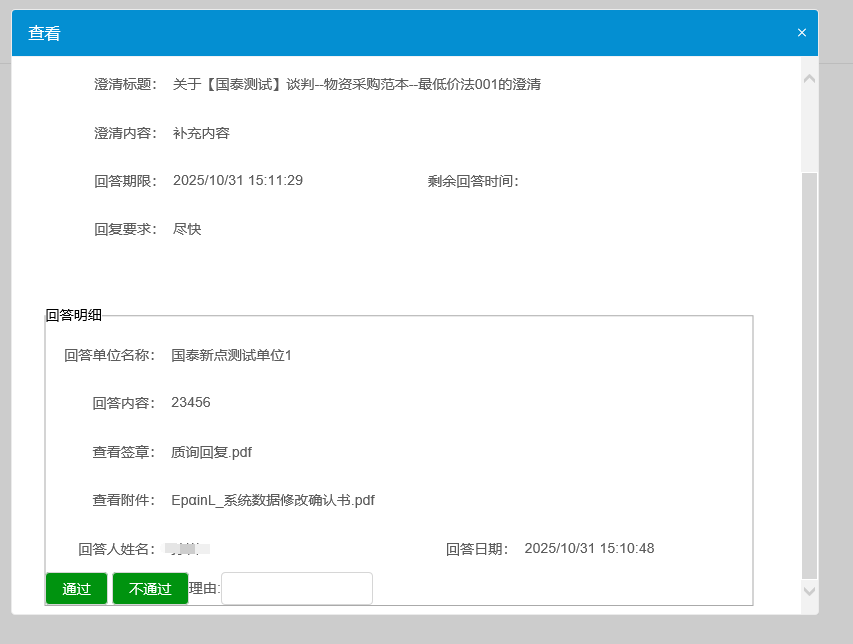 查看 ×
澄清标题： 关于【国泰测试】谈判--物资采购范本--最低价法001的澄清
澄清内容： 补充内容
回答期限： 2025/10/31 15:11:29 剩余回答时间：
回复要求： 尽快
回答明细
回答单位名称： 国泰新点测试单位1
回答内容： 23456
查看签章： 质询回复.pdf
查看附件： EpαinL_系统数据修改确认书.pdf
回答人姓名： 回答日期： 2025/10/31 15:10:48
通过 不通过 理由: